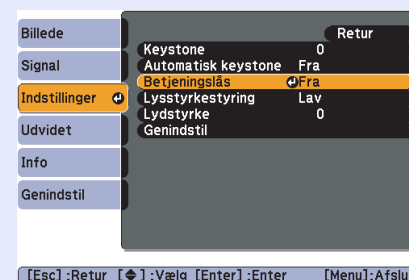 Billede
Signal
Indstillinger
Udvidet
Info
Genindstil
Retur
Keystone 0
Automatisk keystone Fra
Betjeningslås Fra
Lysstyrkestyring Lav
Lydstyrke 0
Genindstil
[Esc] :Retur [ ] :Vælg [Enter] :Enter [Menu]:Afslu